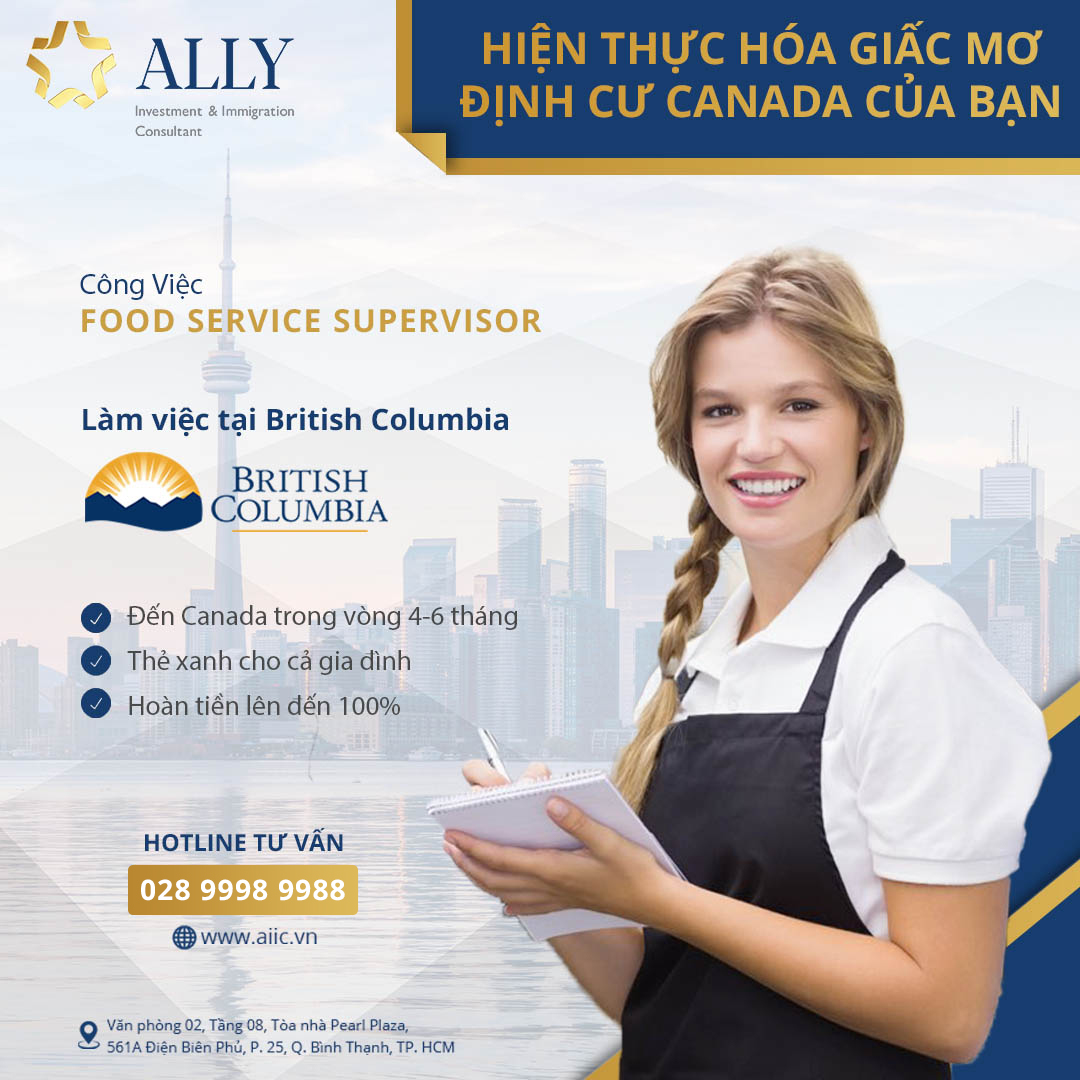 ALLY
Investment & Immigration
Consultant
HIỆN THỰC HÓA GIẤC MƠ
ĐỊNH CƯ CANADA CỦA BẠN
Công Việc
FOOD SERVICE SUPERVISOR
Làm việc tại British Columbia
BRITISH
COLUMBIA
Đến Canada trong vòng 4-6 tháng
Thẻ xanh cho cả gia đình
Hoàn tiền lên đến 100%
HOTLINE TƯ VẤN
028 9998 9988
www.aiic.vn
Văn phòng 02, Tầng 08, Tòa nhà Pearl Plaza,
561A Điện Biên Phủ, P. 25, Q. Bình Thạnh, TP. HCM